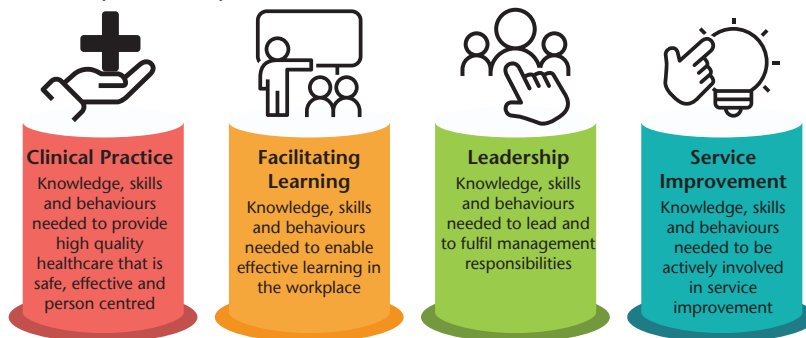 Clinical Practice
Knowledge, skills
and behaviours
needed to provide
high quality
healthcare that is
safe, effective and
person centred
Facilitating
Learning
Knowledge, skills
and behaviours
needed to enable
effective learning in
the workplace
Leadership
Knowledge, skills
and behaviours
needed to lead and
to fulfil management
responsibilities
Service
Improvement
Knowledge, skills
and behaviours
needed to be
actively involved
in service
improvement